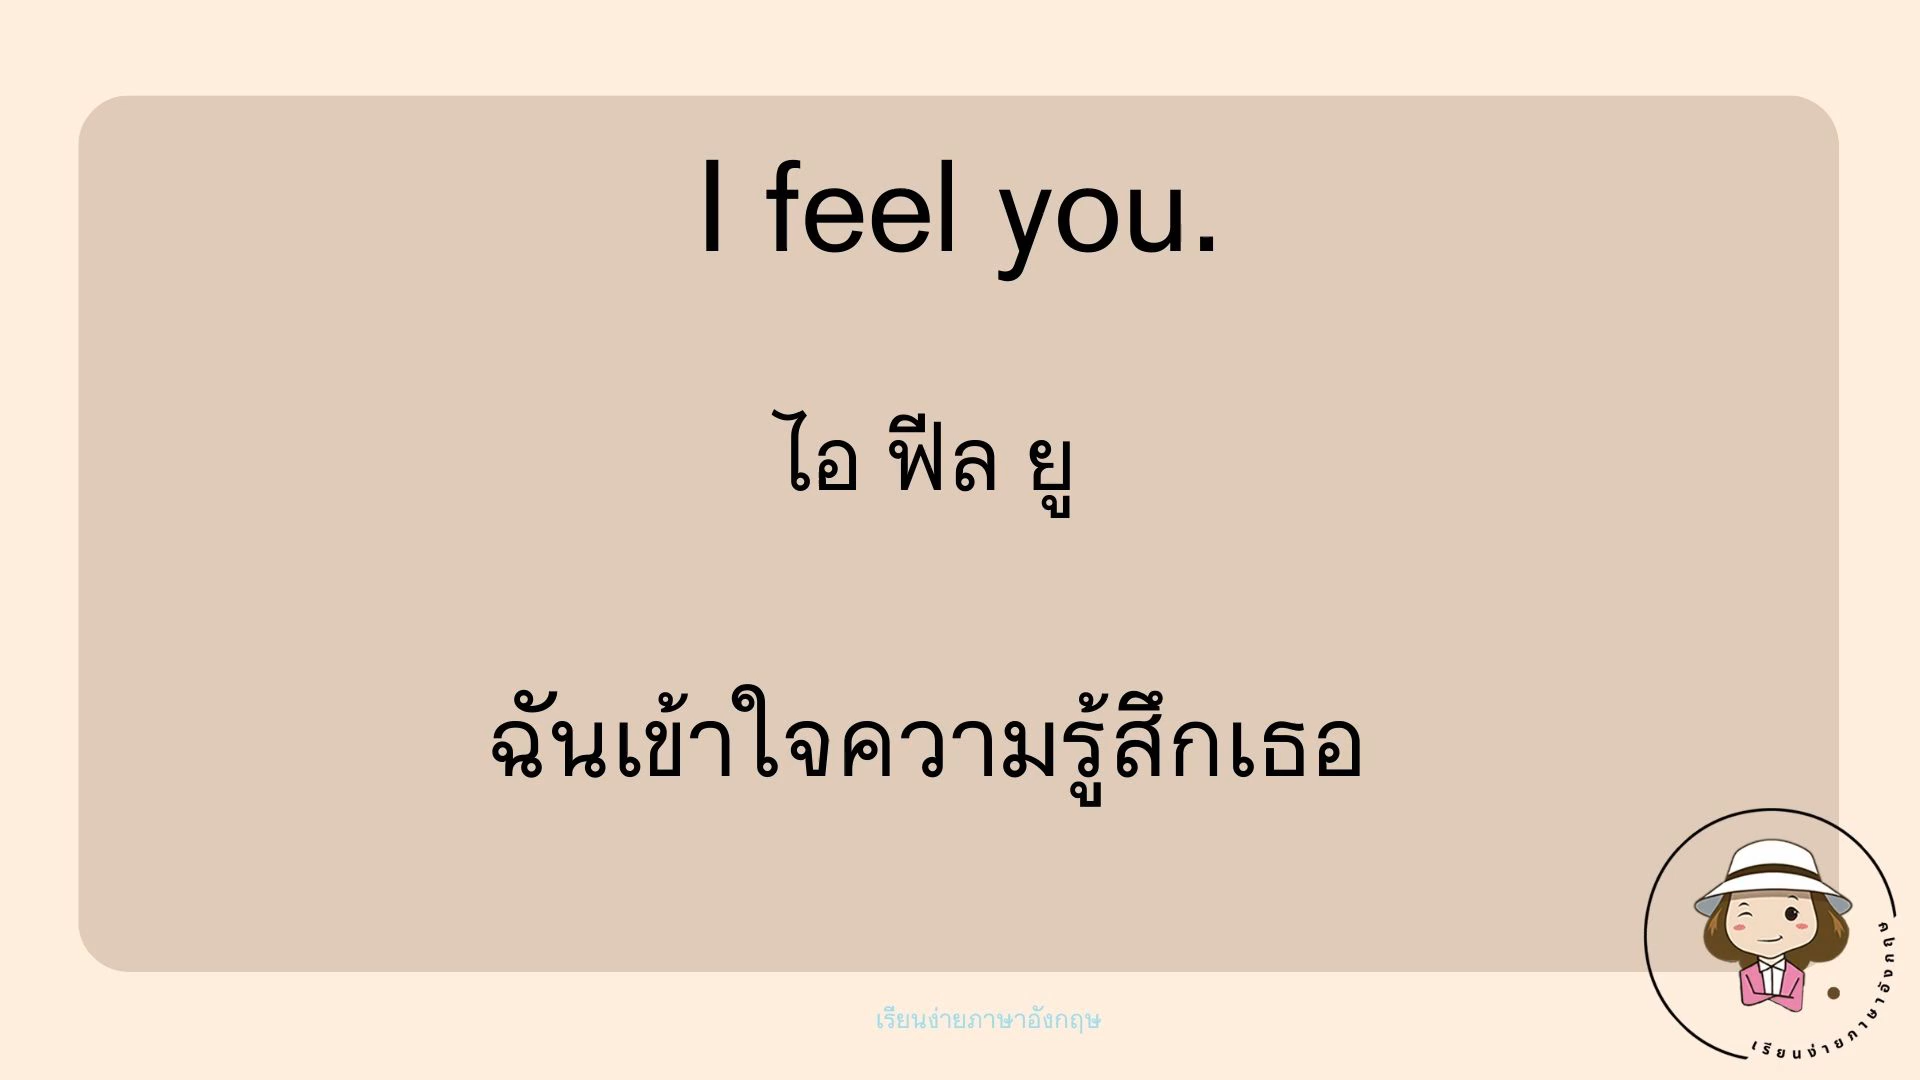 I feel you.
ไอ ฟีล ยู
ฉันเข้าใจความรู้สึกเธอ
เรียนง่ายภาษาอังกฤษ
เรียนง่ายภาษาอังกฤษ